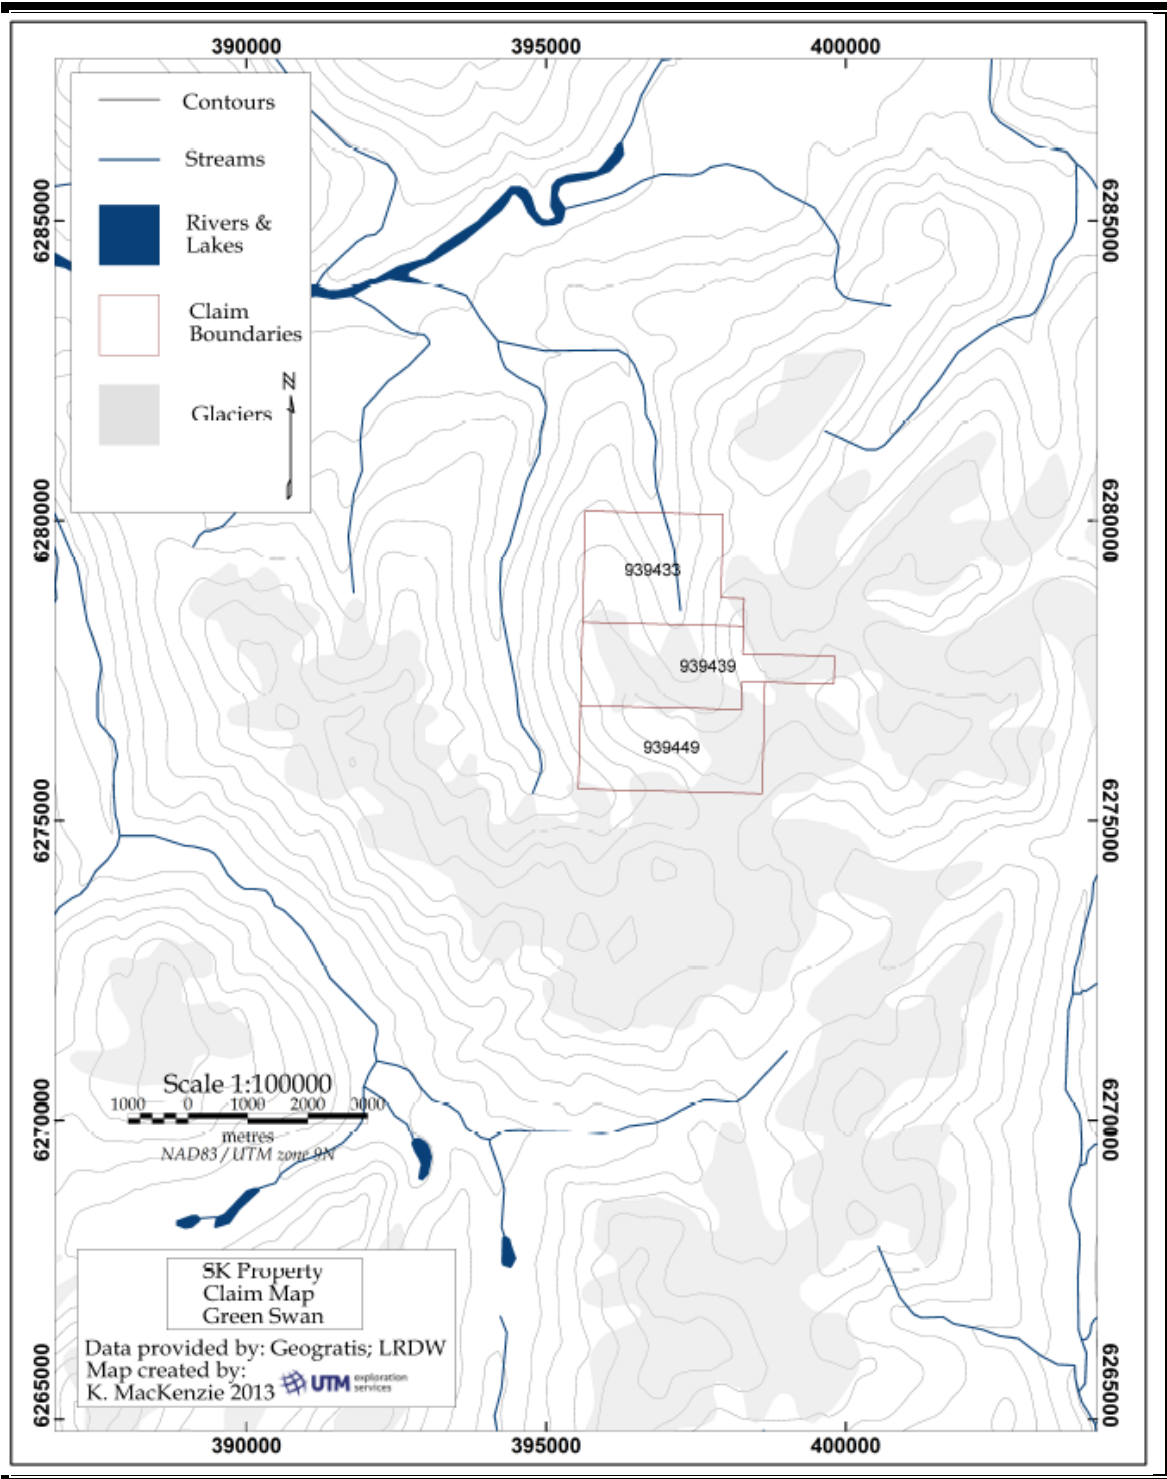 390000 395000 400000
Contours
Streams
Rivers &
Lakes
Claim
Boundaries
N
Glaciers
6285000
6280000
6275000
6270000
6265000
6285000
6280000
6275000
6270000
6265000
939433
939439
939449
Scale 1:100000
1000 0 1000 2000 3000
metres
NAD83 / UTM zone 9N
SK Property
Claim Map
Green Swan
Data provided by: Geogratis; LRDW
Map created by:
K. MacKenzie 2013
UTM exploration
services
390000 395000 400000